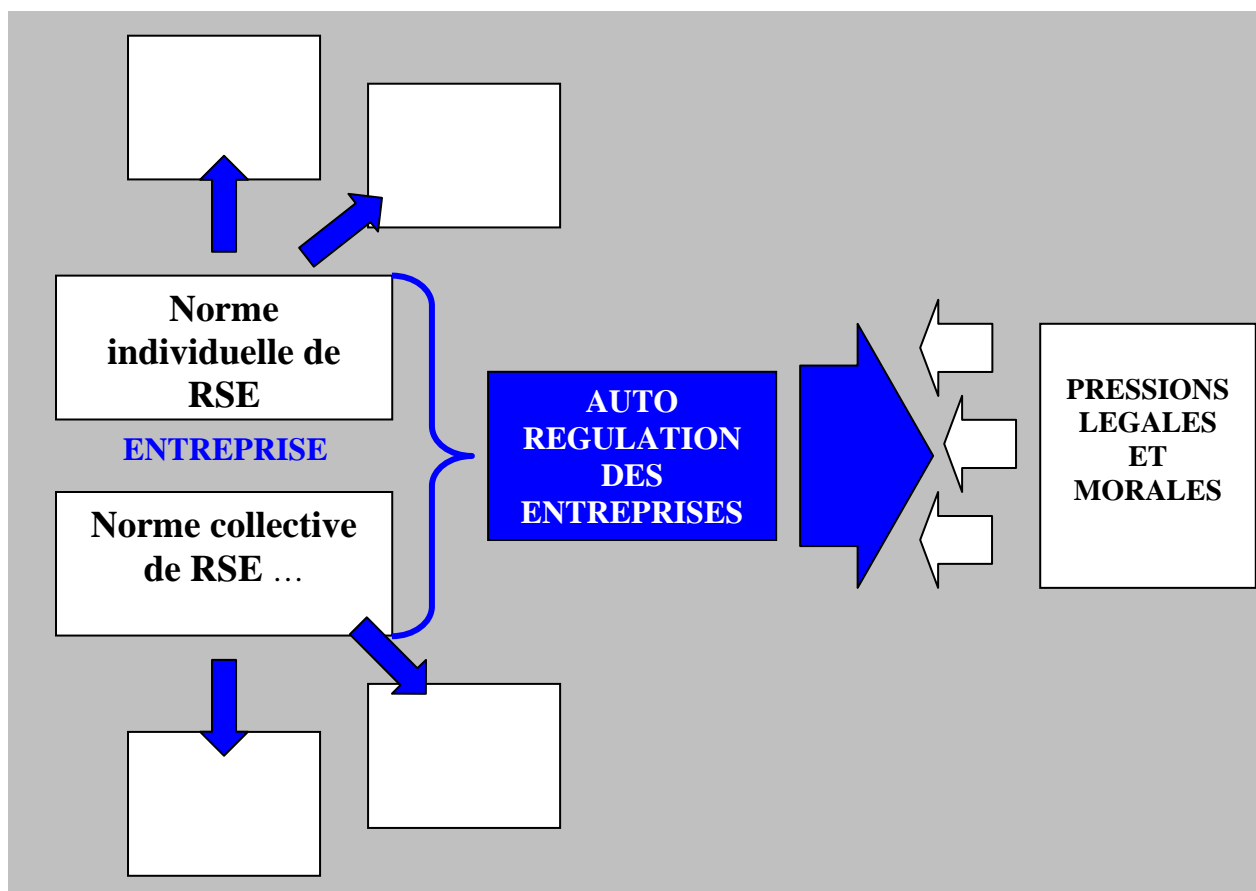 Norme
individuelle de
RSE
ENTREPRISE
Norme collective
de RSE …
AUTO
REGULATION
DES
ENTREPRISES
PRESSIONS
LEGALES
ET
MORALES